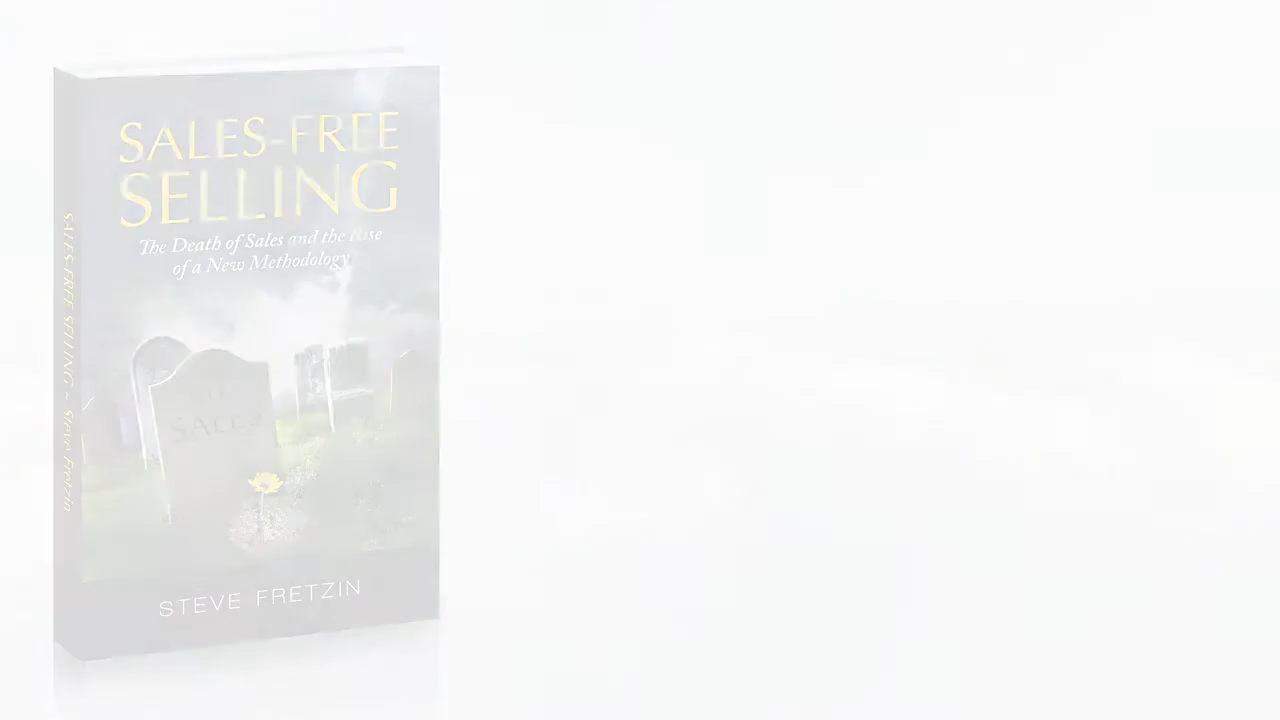 SALES-FREE
SELLING
The Death of Sales and the Rise
of a New Methodology
SALES-FREE SELLING – Steve Fretzin
RIP
SALES
STEVE FRETZIN